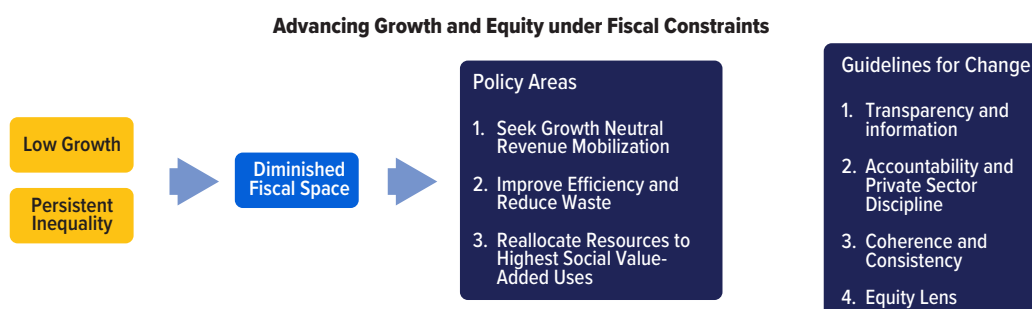 Advancing Growth and Equity under Fiscal Constraints
Low Growth
Persistent
Inequality
Diminished
Fiscal Space
Policy Areas
1. Seek Growth Neutral
Revenue Mobilization
2. Improve Efficiency and
Reduce Waste
3. Reallocate Resources to
Highest Social Value-
Added Uses
Guidelines for Change
1. Transparency and
information
2. Accountability and
Private Sector
Discipline
3. Coherence and
Consistency
4. Equity Lens